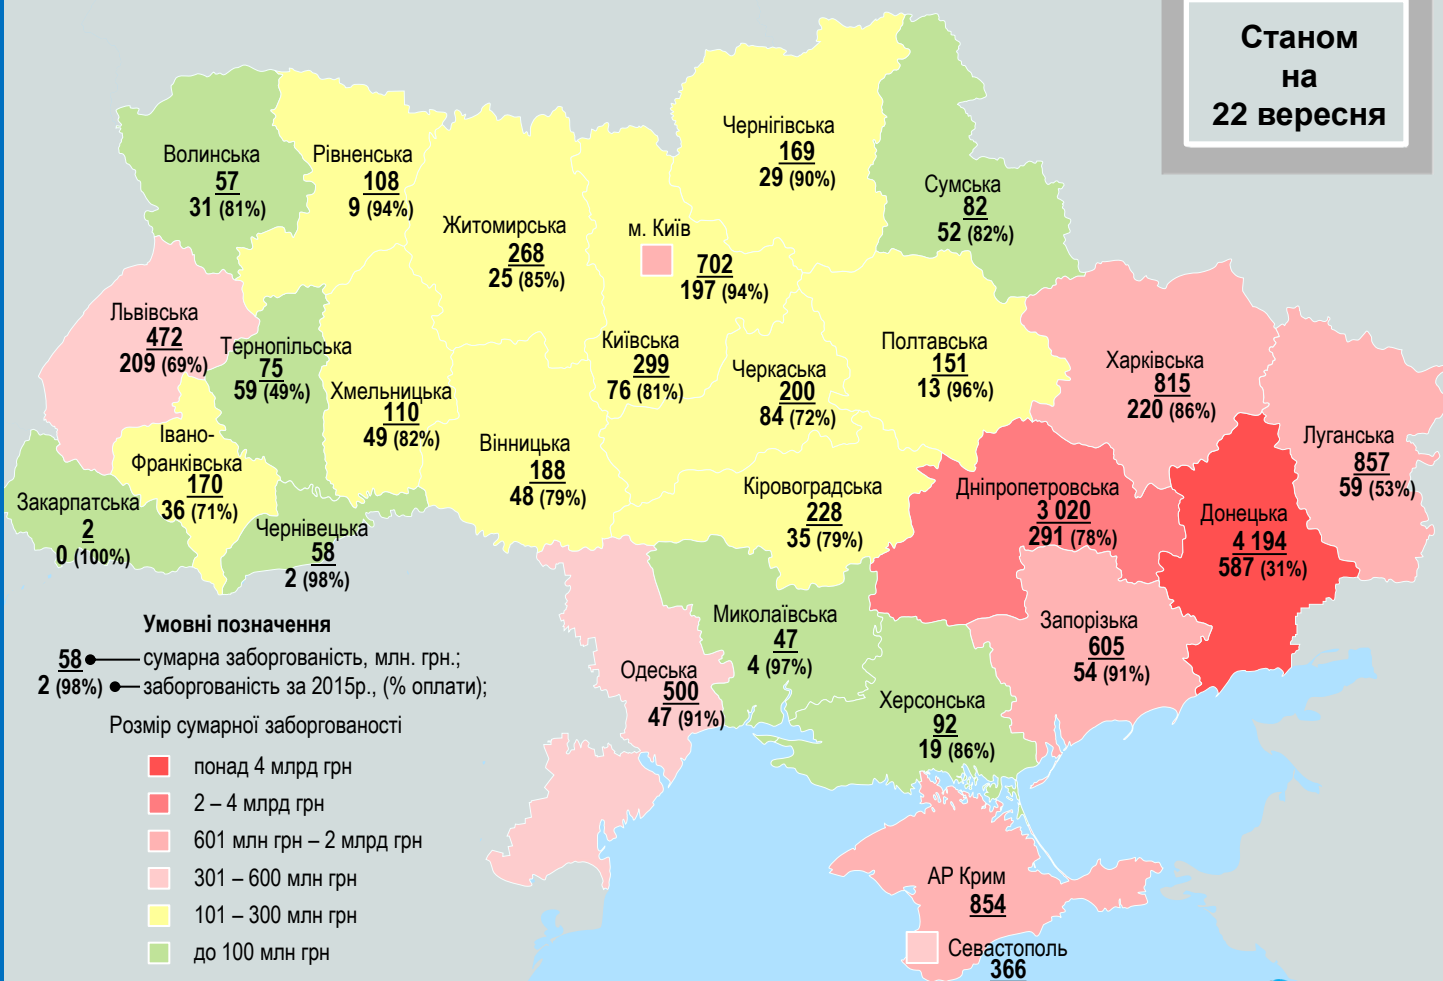 Станом
на
22 вересня
Чернігівська
169
29 (90%)
Волинська
57
31 (81%)
Рівненська
108
9 (94%)
Сумська
82
52 (82%)
Житомирська
268
25 (85%)
м. Київ
702
197 (94%)
Львівська
472
209 (69%)
Тернопільська
75
59 (49%)
Хмельницька
110
49 (82%)
Київська
299
76 (81%)
Черкаська
200
84 (72%)
Полтавська
151
13 (96%)
Харківська
815
220 (86%)
Луганська
857
59 (53%)
Івано-
Франківська
170
36 (71%)
Вінницька
188
48 (79%)
Кіровоградська
228
35 (79%)
Дніпропетровська
3 020
291 (78%)
Донецька
4 194
587 (31%)
Закарпатська
2
0 (100%)
Чернівецька
58
2 (98%)
Миколаївська
47
4 (97%)
Запорізька
605
54 (91%)
Одеська
500
47 (91%)
Херсонська
92
19 (86%)
АР Крим
854
Севастополь
366
Умовні позначення
58 сумарна заборгованість, млн. грн.;
2 (98%) заборгованість за 2015р., (% оплати);
Розмір сумарної заборгованості
понад 4 млрд грн
2 – 4 млрд грн
601 млн грн – 2 млрд грн
301 – 600 млн грн
101 – 300 млн грн
до 100 млн грн